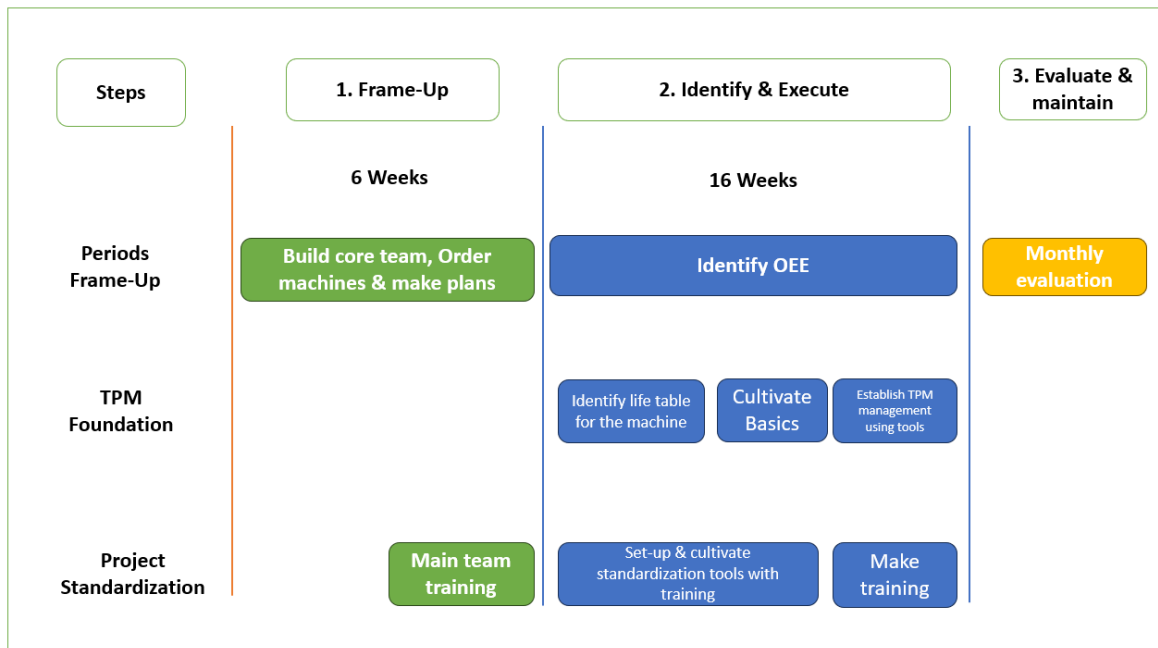 Steps
1. Frame-Up
2. Identify & Execute
3. Evaluate &
maintain
6 Weeks
16 Weeks
Periods
Frame-Up
Build core team, Order
machines & make plans
Identify OEE
Monthly
evaluation
TPM
Foundation
Identify life table
for the machine
Cultivate
Basics
Establish TPM
management
using tools
Project
Standardization
Main team
training
Set-up & cultivate
standardization tools with
training
Make
training